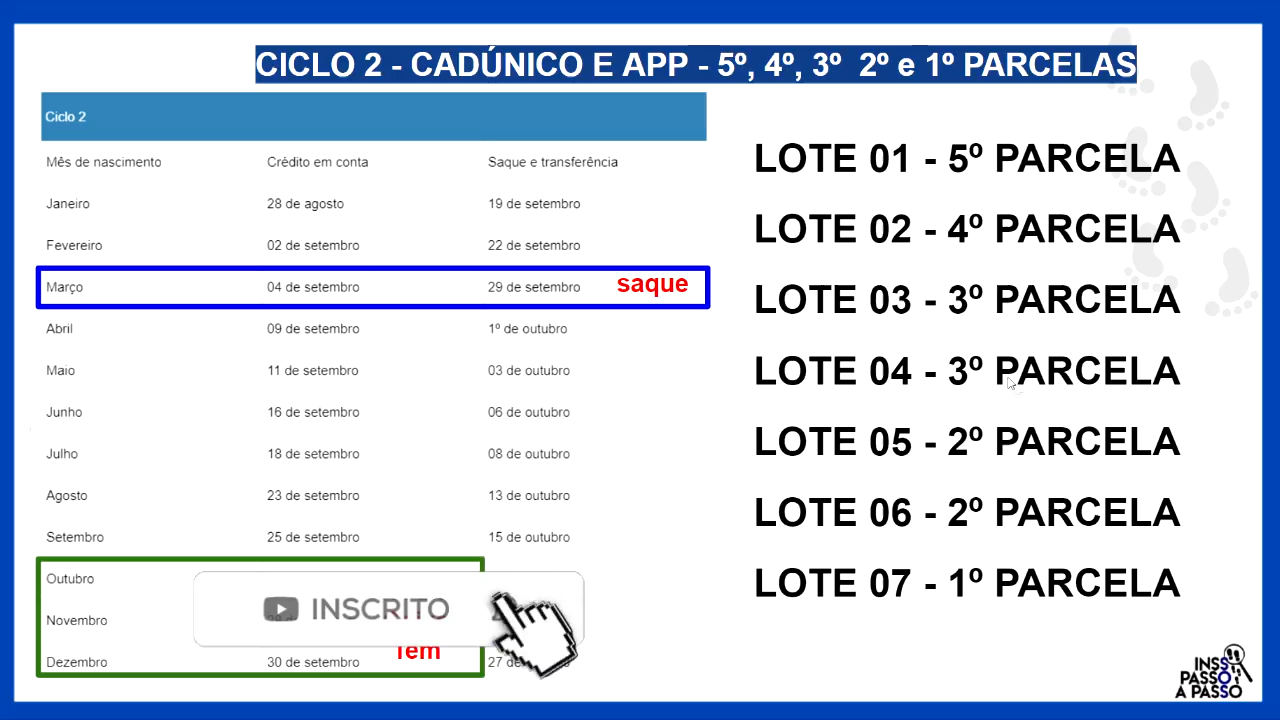 CICLO 2 - CADÚNICO E APP - 5º, 4º, 3º 2º e 1º PARCELAS
Ciclo 2
Mês de nascimento Crédito em conta Saque e transferência
Janeiro 28 de agosto 19 de setembro
Fevereiro 02 de setembro 22 de setembro
Março 04 de setembro 29 de setembro saque
Abril 09 de setembro 1º de outubro
Maio 11 de setembro 03 de outubro
Junho 16 de setembro 06 de outubro
Julho 18 de setembro 08 de outubro
Agosto 23 de setembro 13 de outubro
Setembro 25 de setembro 15 de outubro
Outubro
Novembro
Dezembro 30 de setembro Tem 27 de
INSCRITO
LOTE 01 - 5º PARCELA
LOTE 02 - 4º PARCELA
LOTE 03 - 3º PARCELA
LOTE 04 - 3º PARCELA
LOTE 05 - 2º PARCELA
LOTE 06 - 2º PARCELA
LOTE 07 - 1º PARCELA
INSS
PASSO
A PASSO